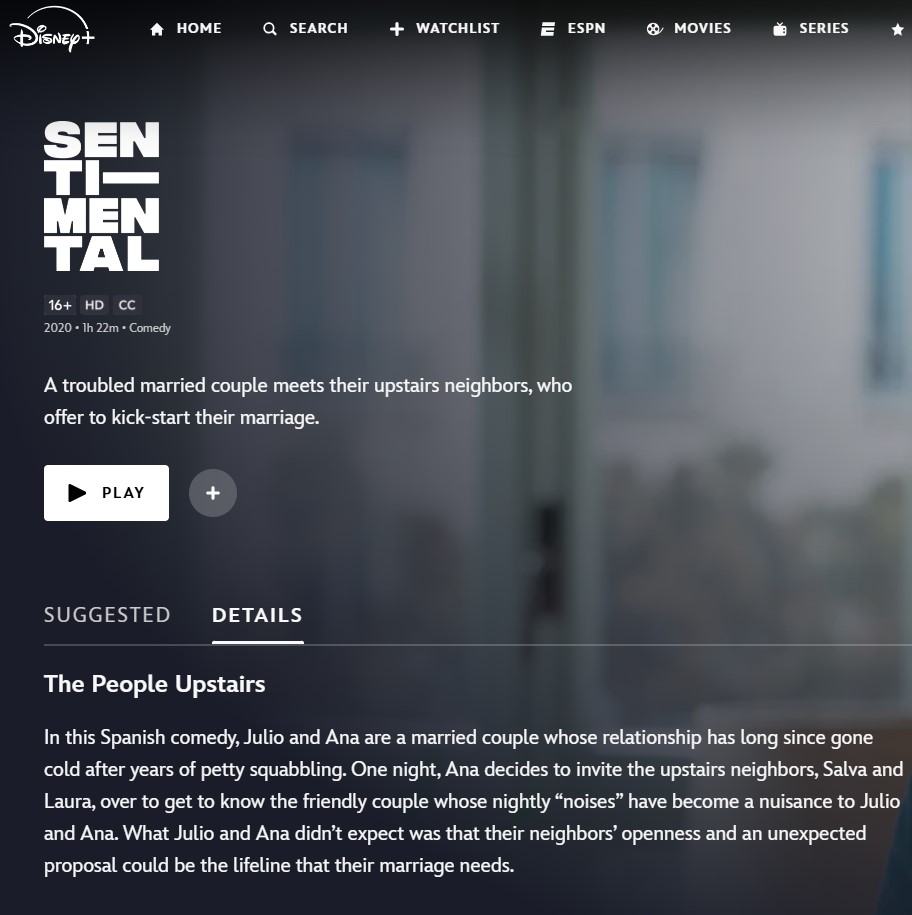 Disney+
HOME
SEARCH
WATCHLIST
ESPN
MOVIES
SERIES
SEN
TI—
MEN
TAL
16+ HD CC
2020 • 1h 22m • Comedy
A troubled married couple meets their upstairs neighbors, who
offer to kick-start their marriage.
PLAY
SUGGESTED
DETAILS
The People Upstairs
In this Spanish comedy, Julio and Ana are a married couple whose relationship has long since gone
cold after years of petty squabbling. One night, Ana decides to invite the upstairs neighbors, Salva and
Laura, over to get to know the friendly couple whose nightly “noises” have become a nuisance to Julio
and Ana. What Julio and Ana didn’t expect was that their neighbors’ openness and an unexpected
proposal could be the lifeline that their marriage needs.